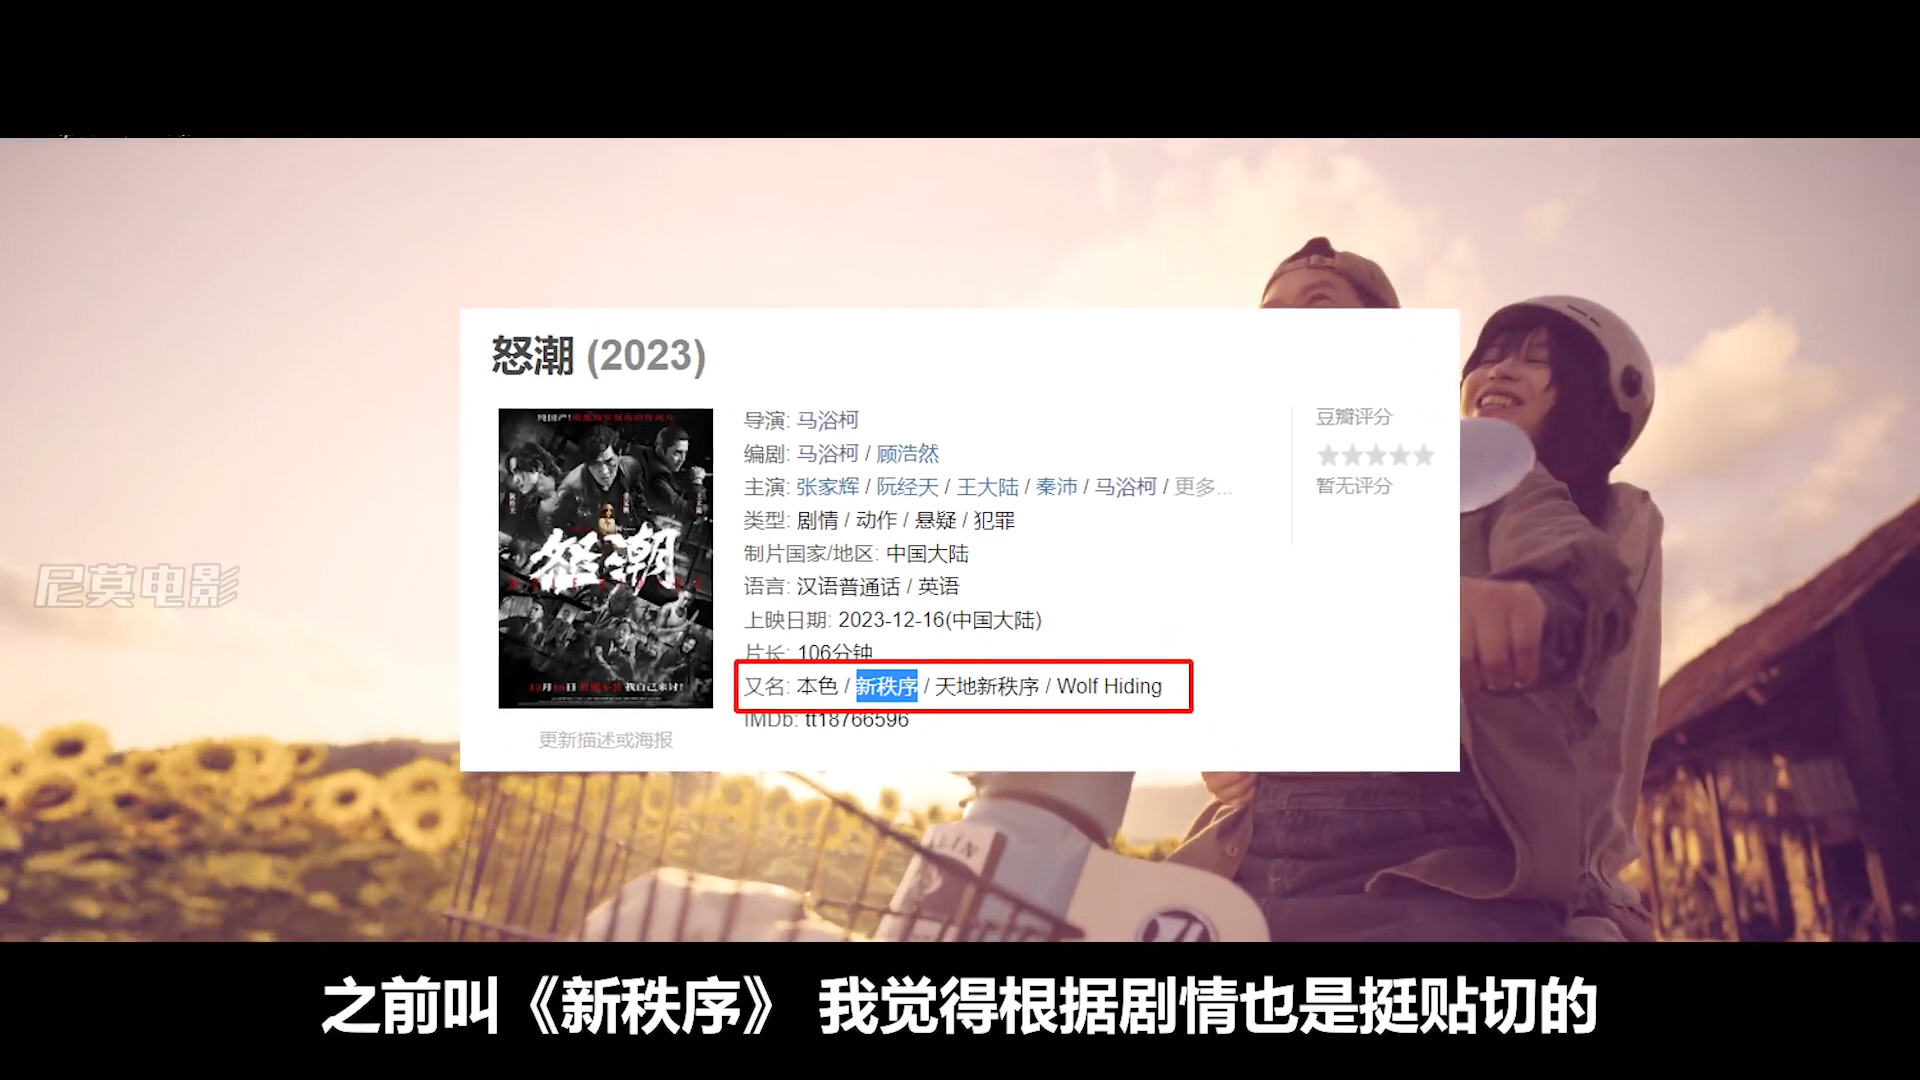 怒潮 (2023)
导演: 马浴柯
编剧: 马浴柯 / 顾浩然
主演: 张家辉 / 阮经天 / 王大陆 / 秦沛 / 马浴柯 / 更多...
类型: 剧情 / 动作 / 悬疑 / 犯罪
制片国家/地区: 中国大陆
语言: 汉语普通话 / 英语
上映日期: 2023-12-16(中国大陆)
片长: 106分钟
又名: 本色 / 新秩序 / 天地新秩序 / Wolf Hiding
IMDb: tt18766596
豆瓣评分
暂无评分
怒潮
更新描述或海报
尼莫电影
之前叫《新秩序》 我觉得根据剧情也是挺贴切的